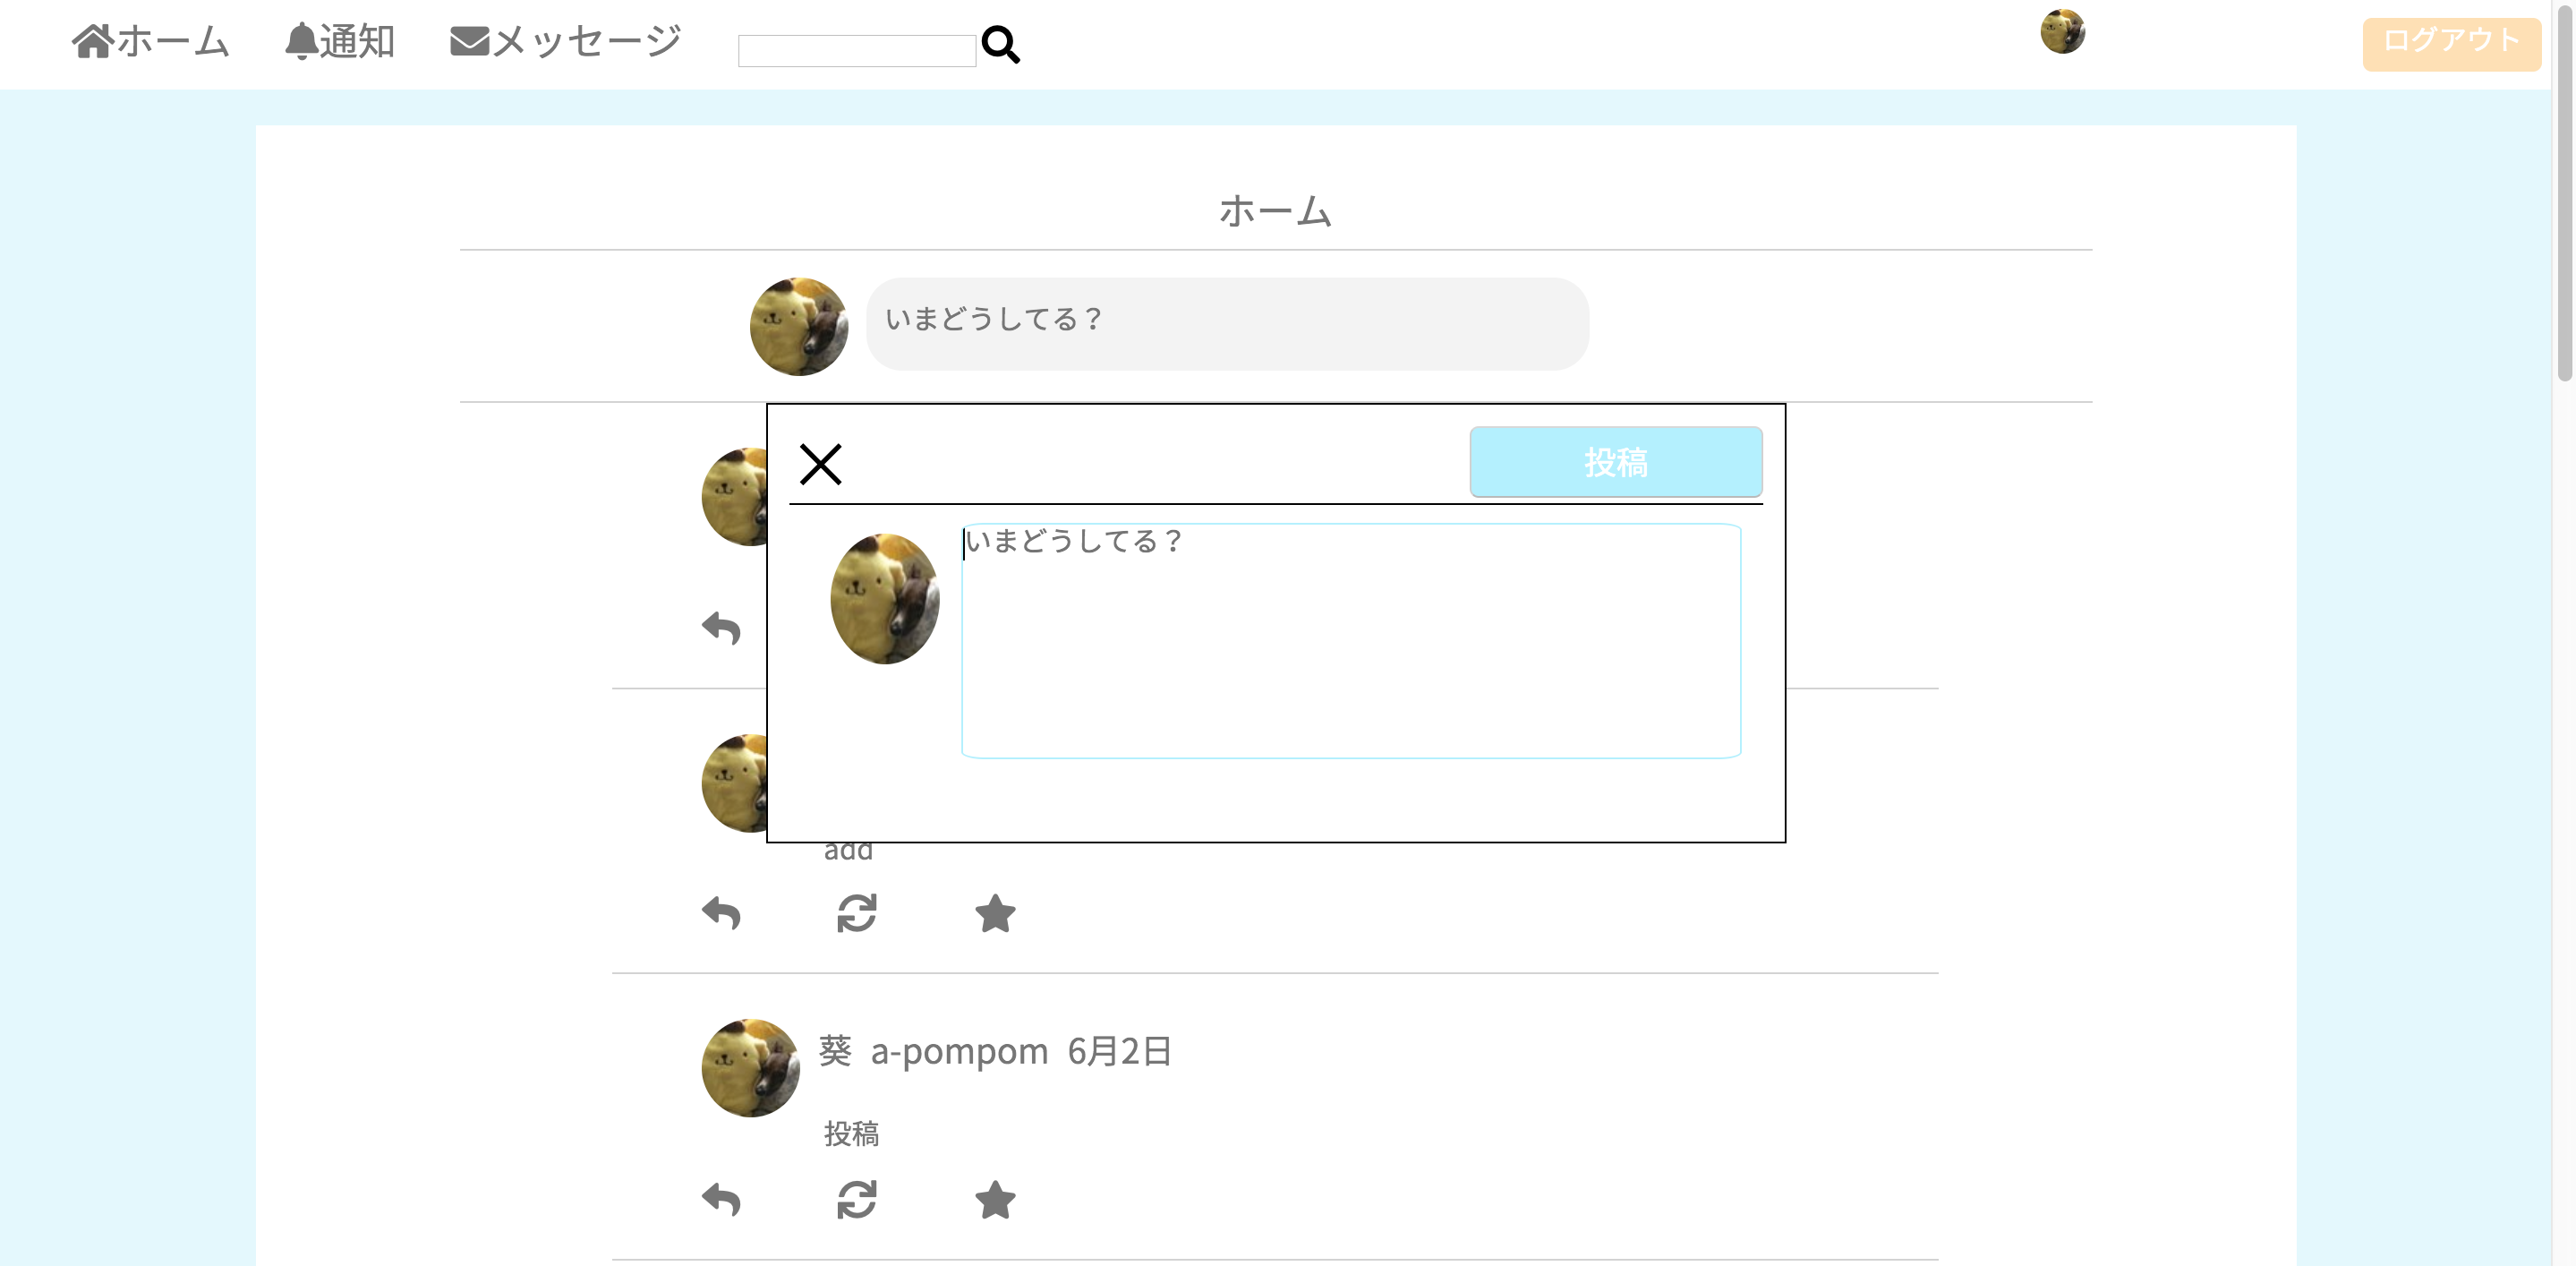 ホーム 通知 メッセージ ログアウト
ホーム
いまどうしてる？
投稿
いまどうしてる？
add
葵 a-pompom 6月2日
投稿